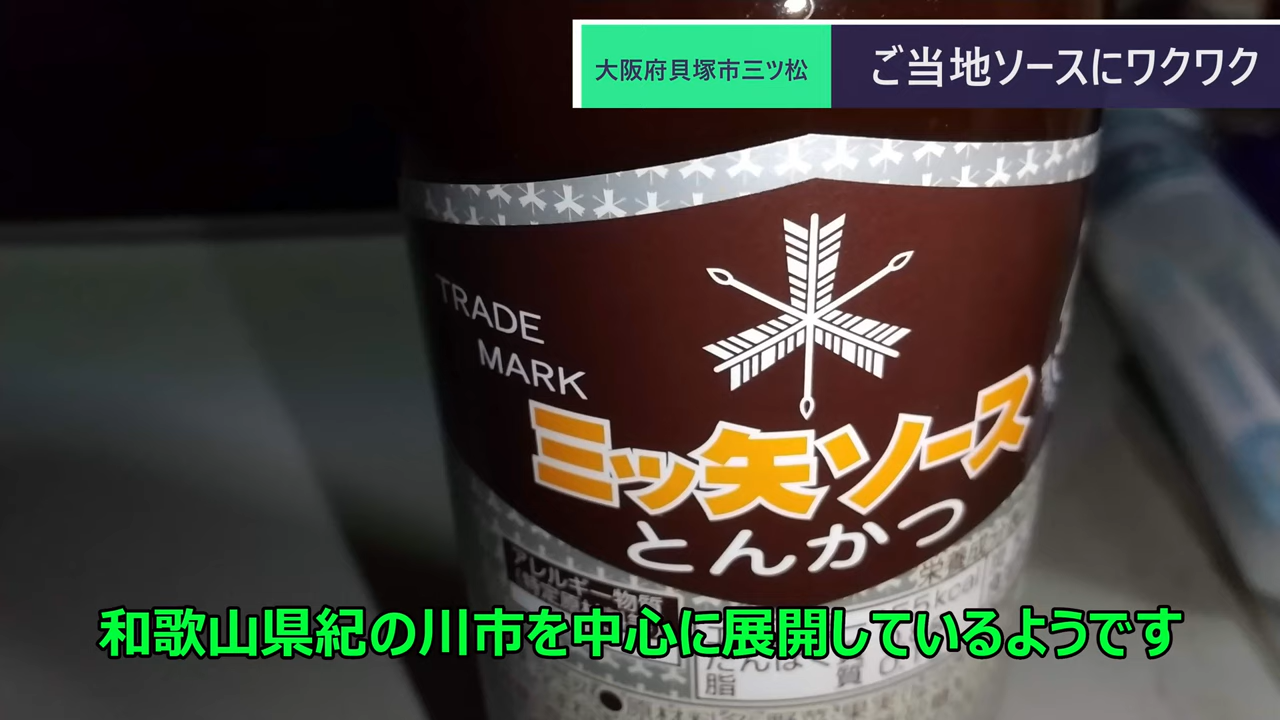 大阪府貝塚市三ツ松
ご当地ソースにワクワク
TRADE
MARK
三ツ矢ソース
とんかつ
アレルギー物質
栄養成
kcal
和歌山県紀の川市を中心に展開しているようです
たんぱく質
脂